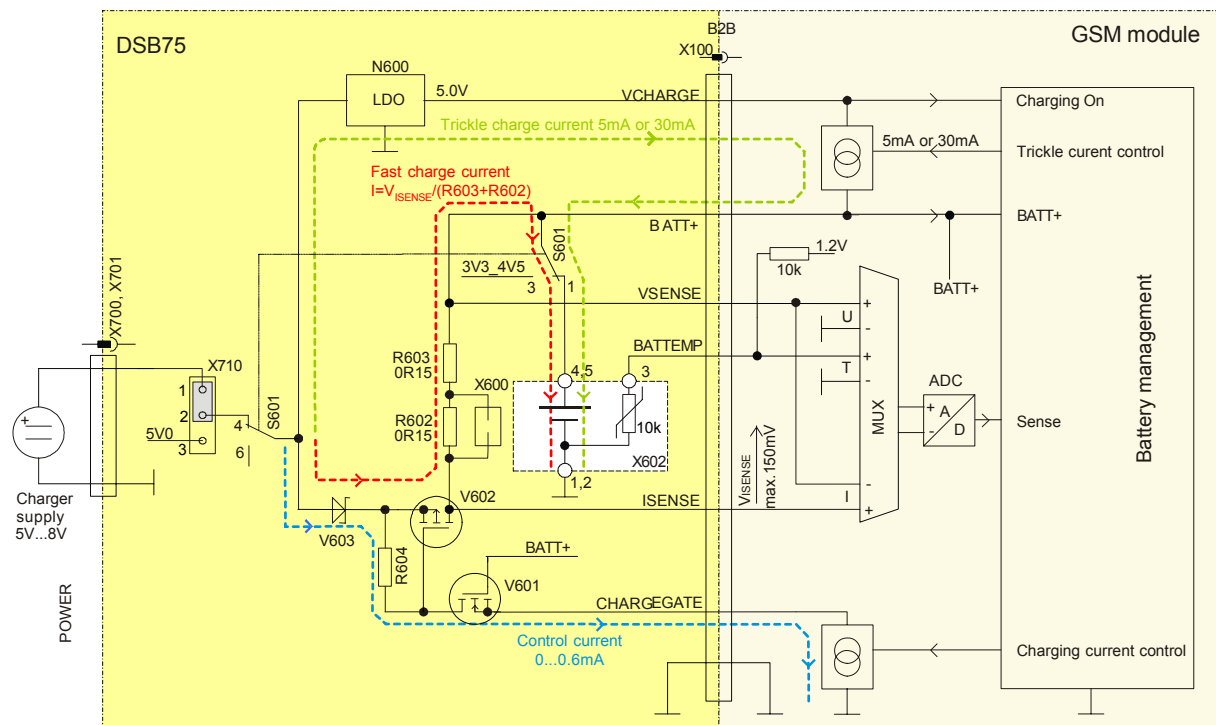 DSB75
B2B
GSM module
X100
N600
LDO
5.0V
VCHARGE
Charging On
Trickle charge current 5mA or 30mA
5mA or 30mA
Trickle curent control
Fast charge current
I=VISENSE/(R603+R602)
BATT+
BATT+
S601
1.2V
10k
3V3_4V5
3
1
BATT+
X700, X701
VSENSE
+
U
-
BATTEMP
+
T
-
R603
0R15
X600
4,5
3
X710
1
2
4
S601
5V0
3
6
R602
0R15
10k
X602
1,2
MUX
ADC
+
-
A
D
Sense
Battery management
VISENSE
max.150mV
-
I
+
+
Charger
supply
5V...8V
V602
ISENSE
V603
R604
BATT+
V601
CHARGEGATE
POWER
Control current
0...0.6mA
Charging current control